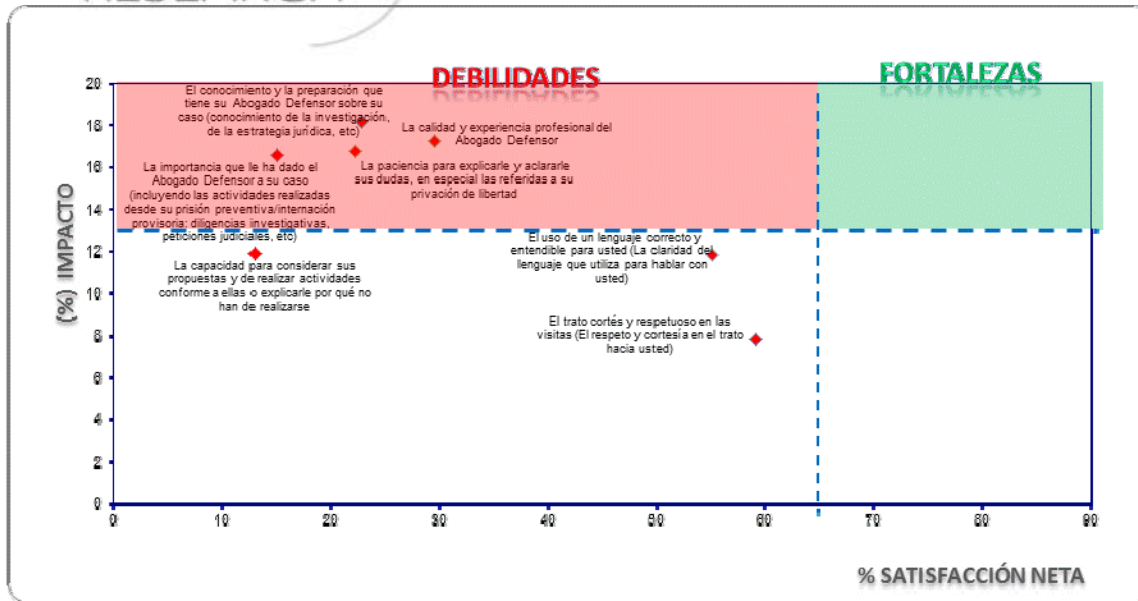 DEBILIDADES
FORTALEZAS
El conocimiento y la preparación que
tiene su Abogado Defensor sobre su
caso (conocimiento de la investigación,
de la estrategia jurídica, etc)
La calidad y experiencia profesional del
Abogado Defensor
La importancia que le ha dado el
Abogado Defensor a su caso
(incluyendo las actividades realizadas
desde su prisión preventiva/internación
provisoria: diligencias investigativas,
peticiones judiciales, etc)
La paciencia para explicarle y aclararle
sus dudas, en especial las referidas a su
privación de libertad
La capacidad para considerar sus
propuestas y de realizar actividades
conforme a ellas o explicarle por qué no
han de realizarse
El uso de un lenguaje correcto y
entendible para usted (La claridad del
lenguaje que utiliza para hablar con
usted)
El trato cortés y respetuoso en las
visitas (El respeto y cortesía en el trato
hacia usted)
(%) IMPACTO
20
18
16
14
12
10
8
6
4
2
0
0 10 20 30 40 50 60 70 80 90
% SATISFACCIÓN NETA